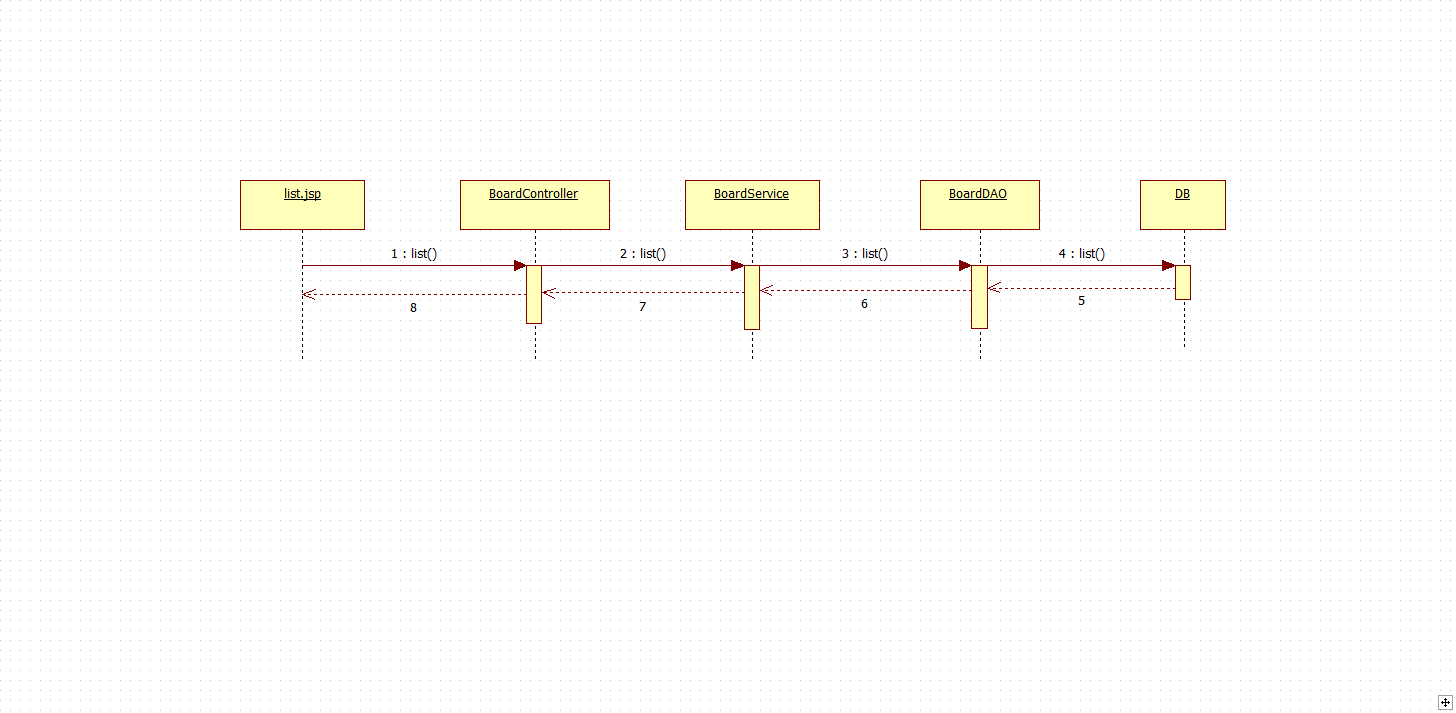 list.jsp
BoardController
BoardService
BoardDAO
DB
1 : list()
2 : list()
3 : list()
4 : list()
8
7
6
5